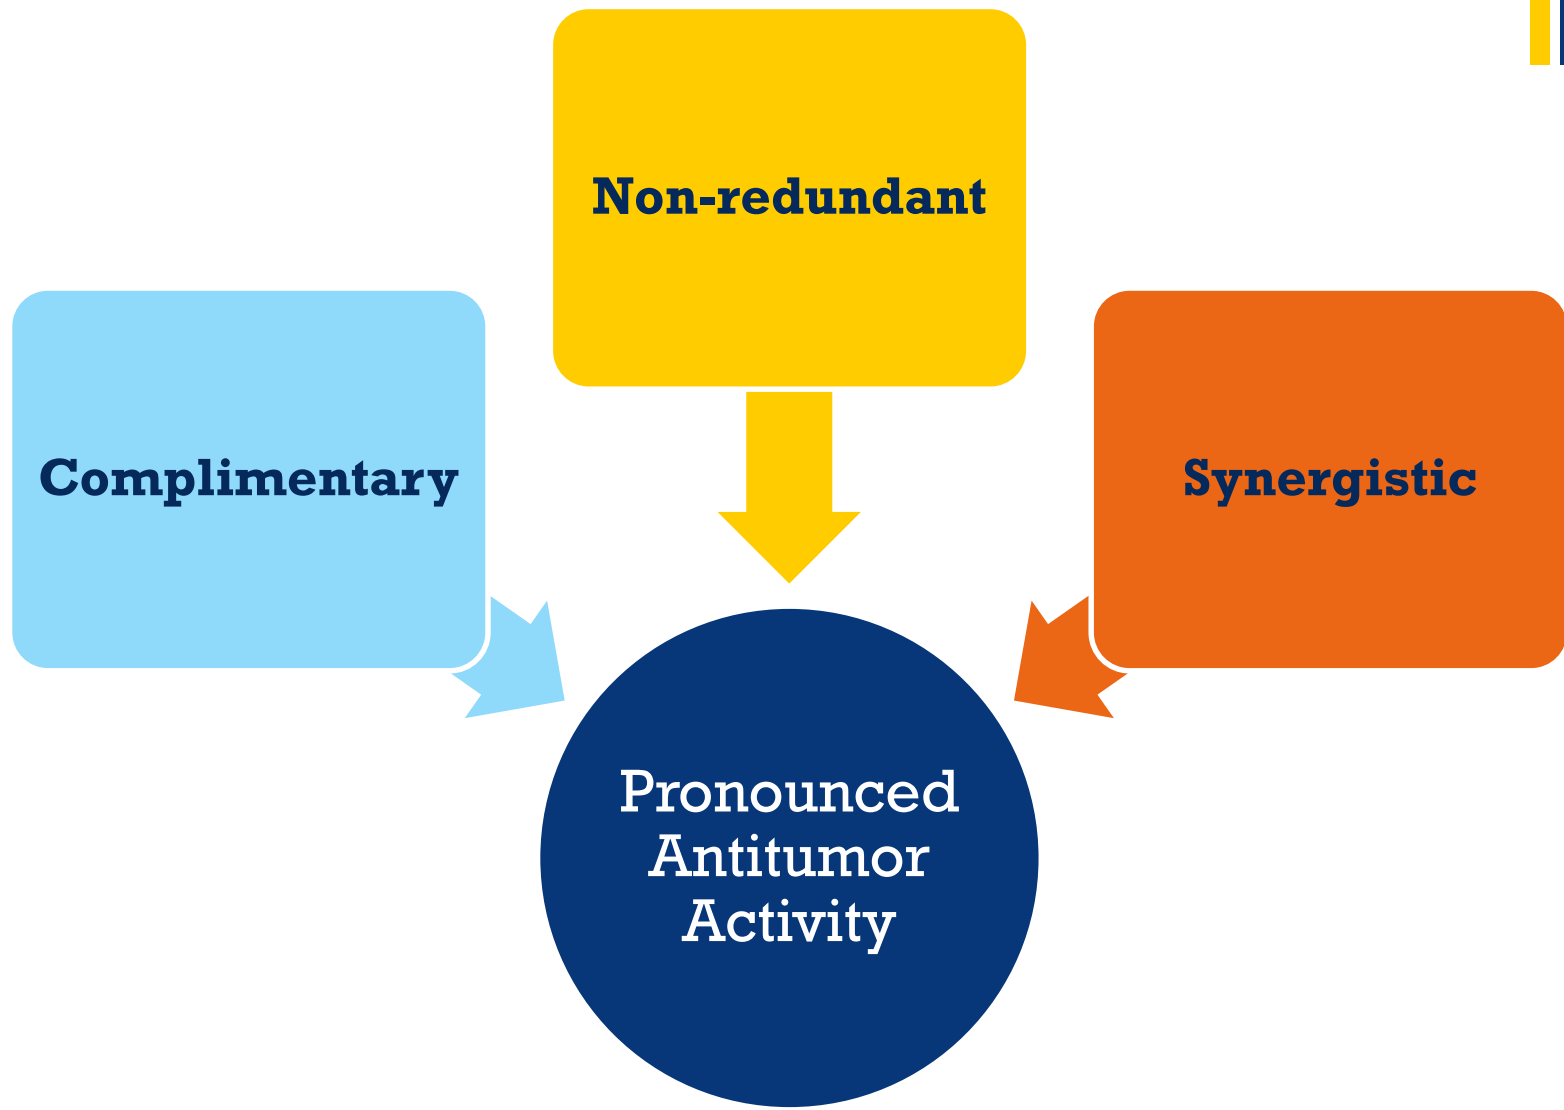 Non-redundant
Complimentary
Synergistic
Pronounced
Antitumor
Activity